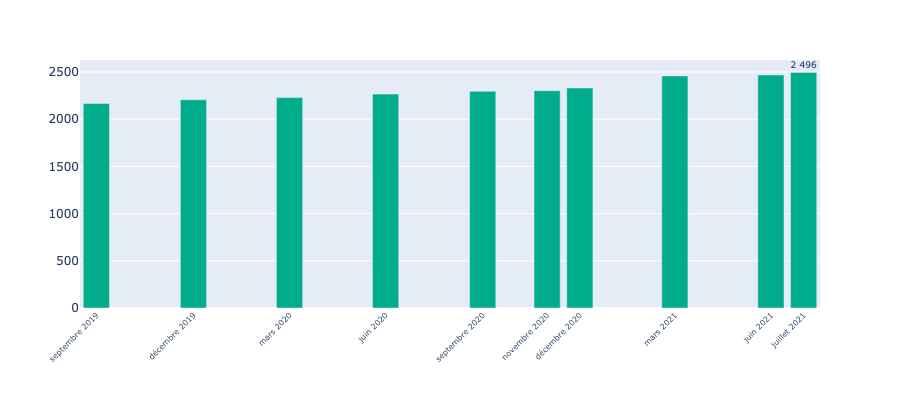 2 496
2500
2000
1500
1000
500
0
septembre 2019
décembre 2019
mars 2020
juin 2020
septembre 2020
novembre 2020
décembre 2020
mars 2021
juin 2021
juillet 2021